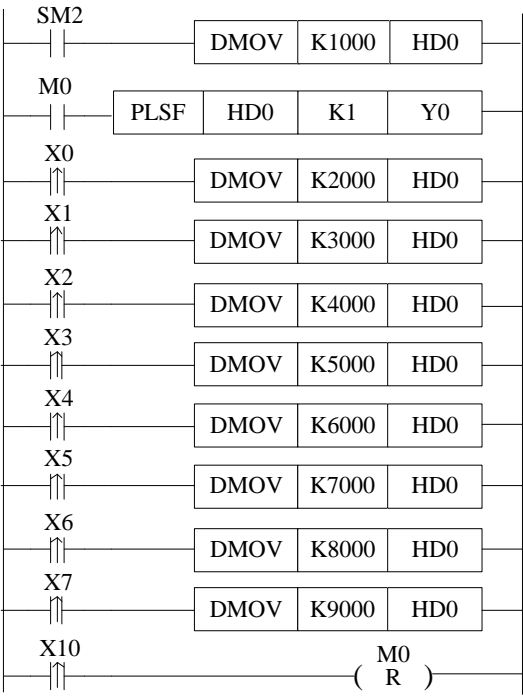 SM2
DMOV K1000 HD0
M0
PLSF HD0 K1 Y0
X0
DMOV K2000 HD0
X1
DMOV K3000 HD0
X2
DMOV K4000 HD0
X3
DMOV K5000 HD0
X4
DMOV K6000 HD0
X5
DMOV K7000 HD0
X6
DMOV K8000 HD0
X7
DMOV K9000 HD0
X10
M0
( R )